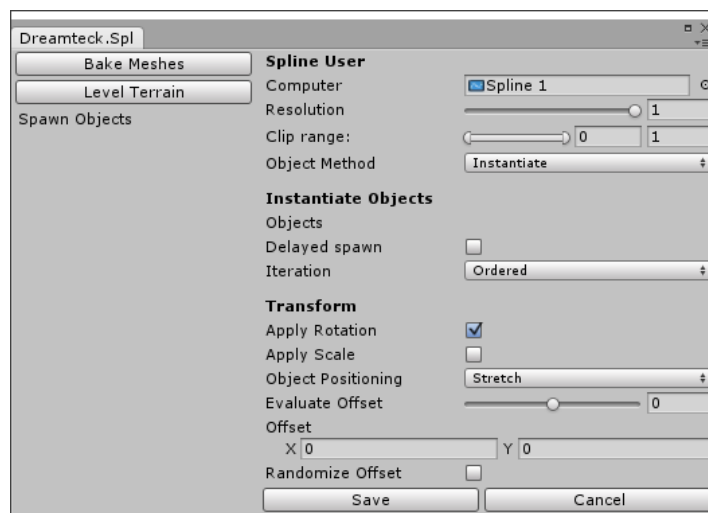 Dreamteck.Spl
Bake Meshes
Level Terrain
Spawn Objects
Spline User
Computer Spline 1
Resolution 1
Clip range: 0 1
Object Method Instantiate
Instantiate Objects
Objects
Delayed spawn
Iteration Ordered
Transform
Apply Rotation
Apply Scale
Object Positioning Stretch
Evaluate Offset 0
Offset
X 0 Y 0
Randomize Offset
Save Cancel